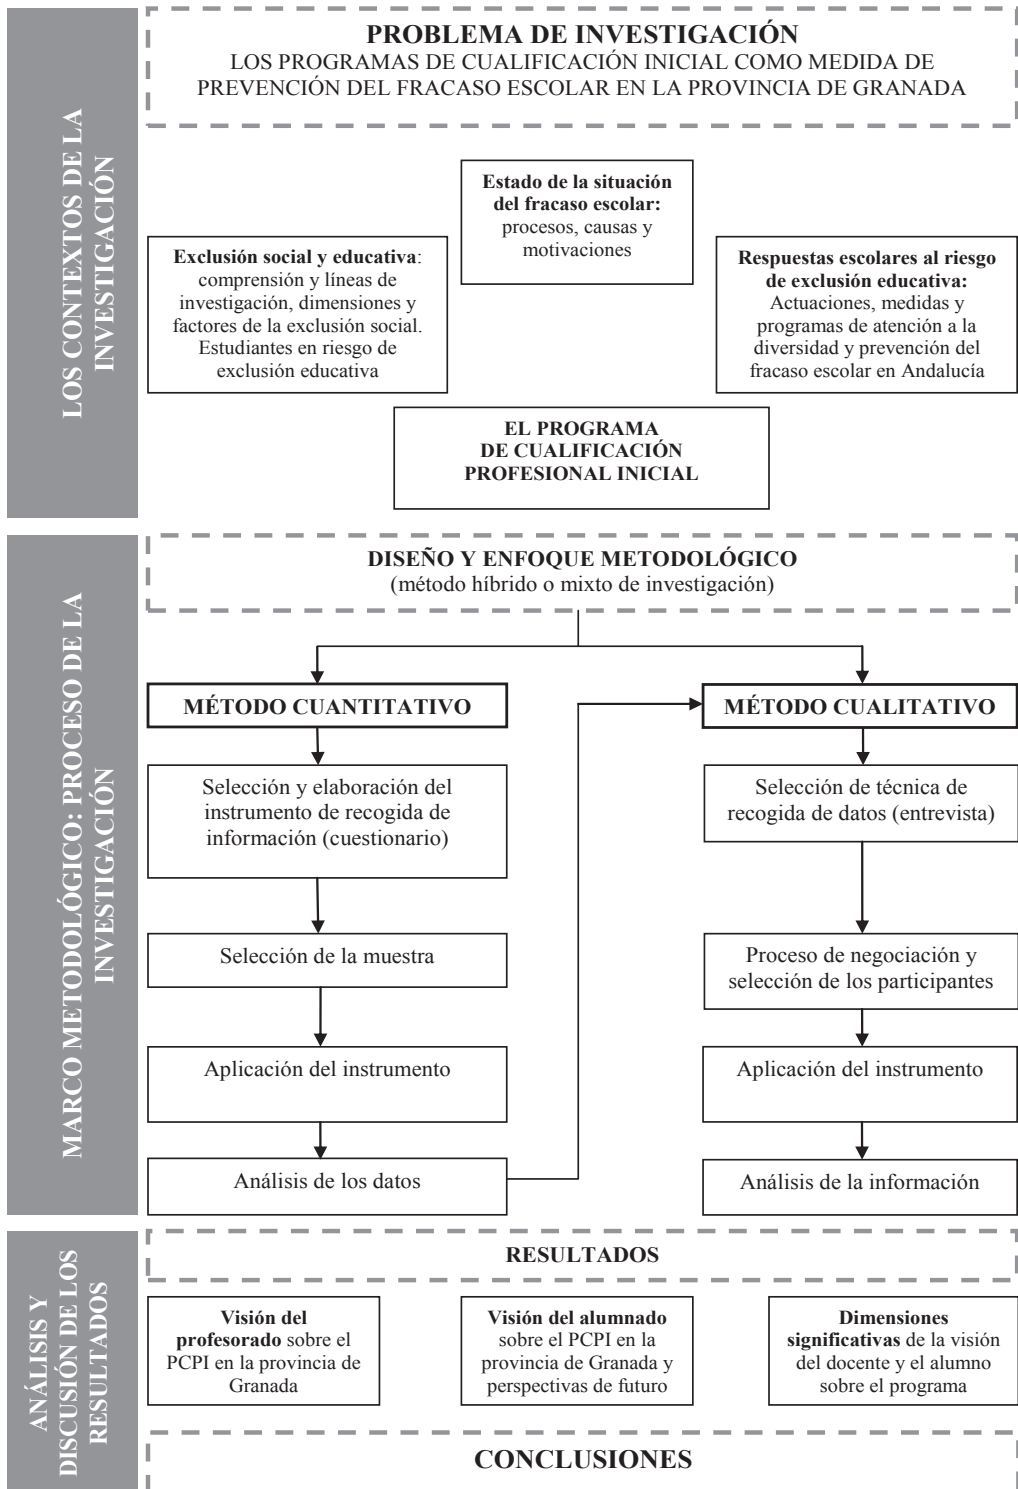 LOS CONTEXTOS DE LA
INVESTIGACIÓN
PROBLEMA DE INVESTIGACIÓN
LOS PROGRAMAS DE CUALIFICACIÓN INICIAL COMO MEDIDA DE
PREVENCIÓN DEL FRACASO ESCOLAR EN LA PROVINCIA DE GRANADA
Estado de la situación
del fracaso escolar:
procesos, causas y
motivaciones
Exclusión social y educativa:
comprensión y líneas de
investigación, dimensiones y
factores de la exclusión social.
Estudiantes en riesgo de
exclusión educativa
Respuestas escolares al riesgo
de exclusión educativa:
Actuaciones, medidas y
programas de atención a la
diversidad y prevención del
fracaso escolar en Andalucía
EL PROGRAMA
DE CUALIFICACIÓN
PROFESIONAL INICIAL
MARCO METODOLÓGICO: PROCESO DE LA
INVESTIGACIÓN
DISEÑO Y ENFOQUE METODOLÓGICO
(método híbrido o mixto de investigación)
MÉTODO CUANTITATIVO
Selección y elaboración del
instrumento de recogida de
información (cuestionario)
Selección de la muestra
Aplicación del instrumento
Análisis de los datos
MÉTODO CUALITATIVO
Selección de técnica de
recogida de datos (entrevista)
Proceso de negociación y
selección de los participantes
Aplicación del instrumento
Análisis de la información
ANÁLISIS Y
DISCUSIÓN DE LOS
RESULTADOS
RESULTADOS
Visión del
profesorado sobre el
PCPI en la provincia de
Granada
Visión del alumnado
sobre el PCPI en la
provincia de Granada y
perspectivas de futuro
Dimensiones
significativas de la visión
del docente y el alumno
sobre el programa
CONCLUSIONES